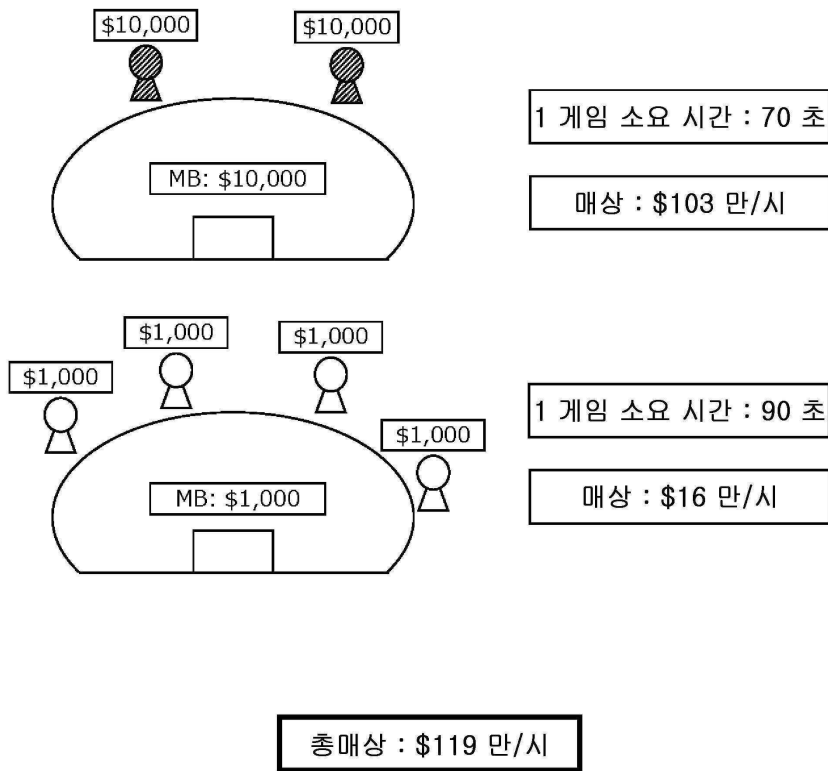 $10,000
$10,000
1 게임 소요 시간 : 70 초
MB: $10,000
매상 : $103 만/시
$1,000
$1,000
$1,000
$1,000
1 게임 소요 시간 : 90 초
MB: $1,000
매상 : $16 만/시
총매상 : $119 만/시